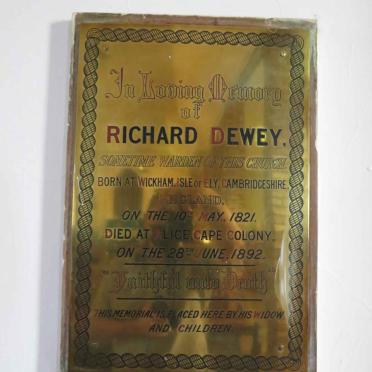 In Loving Memory
of
RICHARD DEWEY.
SOMETIME WARDEN OF THIS CHURCH
BORN AT WICKHAM, ISLE OF ELY, CAMBRIDGESHIRE
ENGLAND.
ON THE 10TH MAY, 1821.
DIED AT ALICE, CAPE COLONY,
ON THE 28TH JUNE, 1892.
"Faithful unto Death"
THIS MEMORIAL IS PLACED HERE BY HIS WIDOW
AND CHILDREN.